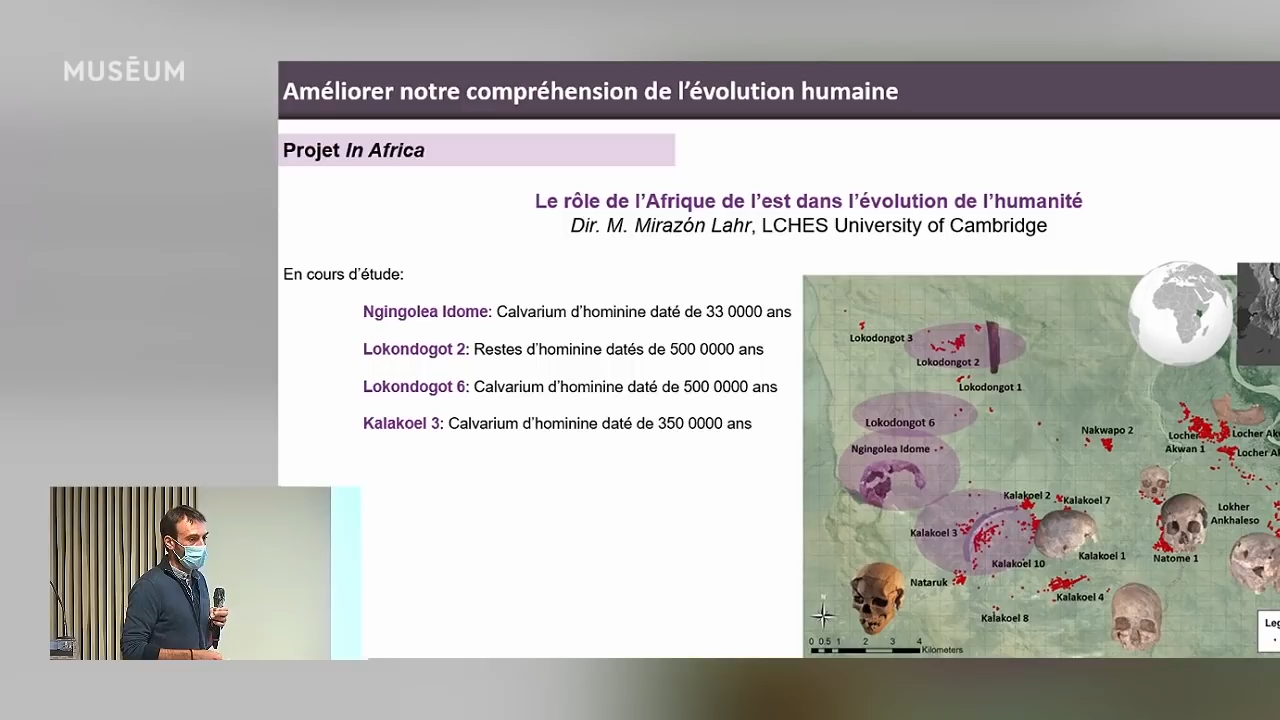 MUSĒUM
Améliorer notre compréhension de l'évolution humaine
Projet In Africa
Le rôle de l'Afrique de l'est dans l'évolution de l'humanité
Dir. M. Mirazón Lahr, LCHES University of Cambridge
En cours d'étude:
Ngingolea Idome: Calvarium d'hominine daté de 33 0000 ans
Lokondogot 2: Restes d'hominine datés de 500 0000 ans
Lokondogot 6: Calvarium d'hominine daté de 500 0000 ans
Kalakoel 3: Calvarium d'hominine daté de 350 0000 ans
Lokodongot 3
Lokodongot 2
Lokodongot 1
Lokodongot 6
Nakwapo 2
Locher
Akwan 1
Locher
Locher
Ngingolea Idome
Kalakoel 2
Kalakoel 7
Lokher
Ankhaleso
Kalakoel 3
Kalakoel 10
Kalakoel 1
Natome 1
Nataruk
Kalakoel 4
Kalakoel 8
N
0 0.5 1 2 3 4
Kilometers